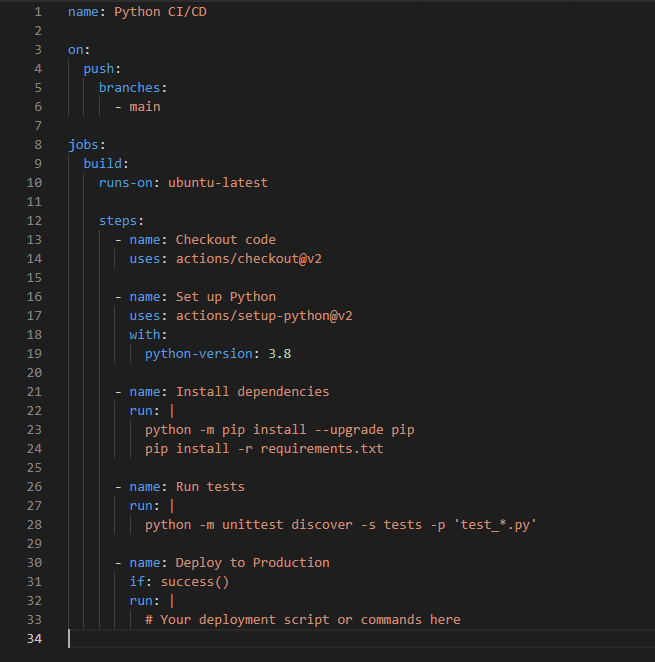 1 name: Python CI/CD
2
3 on:
4   push:
5     branches:
6       - main
7
8 jobs:
9   build:
10     runs-on: ubuntu-latest
11
12     steps:
13       - name: Checkout code
14         uses: actions/checkout@v2
15
16       - name: Set up Python
17         uses: actions/setup-python@v2
18         with:
19           python-version: 3.8
20
21       - name: Install dependencies
22         run: |
23           python -m pip install --upgrade pip
24           pip install -r requirements.txt
25
26       - name: Run tests
27         run: |
28           python -m unittest discover -s tests -p 'test_*.py'
29
30       - name: Deploy to Production
31         if: success()
32         run: |
33           # Your deployment script or commands here
34